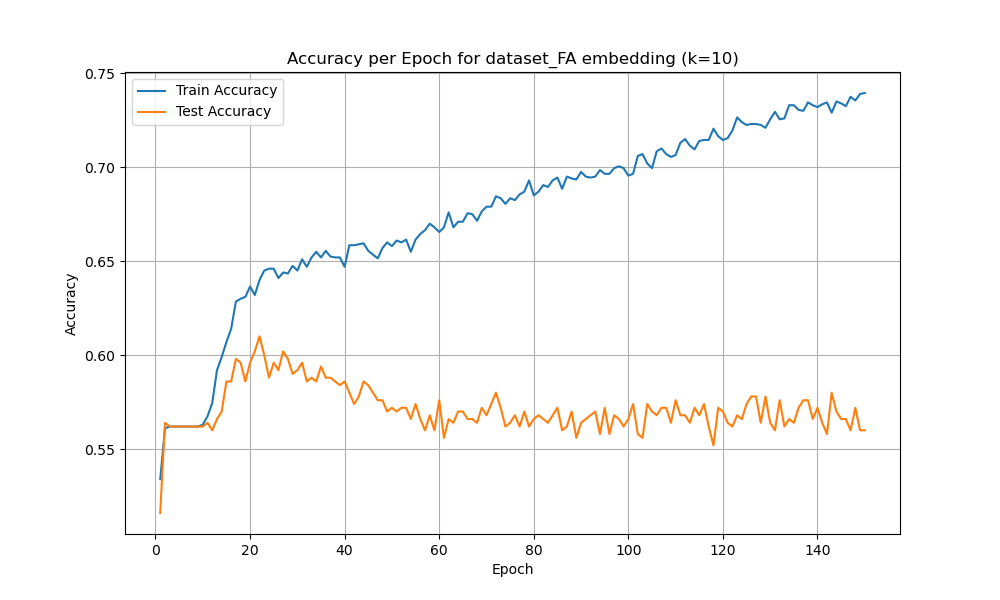 Accuracy per Epoch for dataset_FA embedding (k=10)
Train Accuracy
Test Accuracy
Accuracy
0.75
0.70
0.65
0.60
0.55
0 20 40 60 80 100 120 140
Epoch